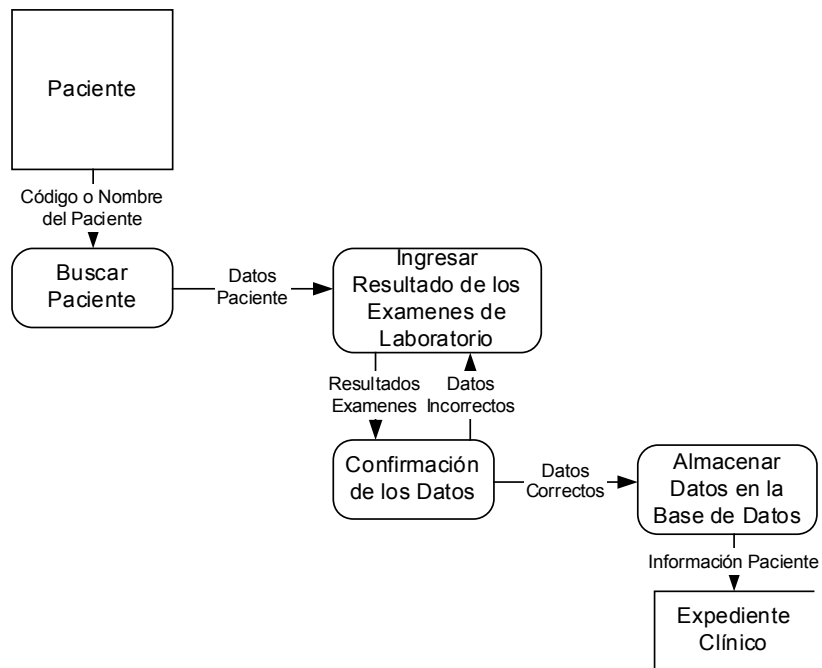 Paciente
Código o Nombre
del Paciente
Buscar
Paciente
Datos
Paciente
Ingresar
Resultado de los
Examenes de
Laboratorio
Resultados
Examenes
Datos
Incorrectos
Confirmación
de los Datos
Datos
Correctos
Almacenar
Datos en la
Base de Datos
Información Paciente
Expediente
Clínico